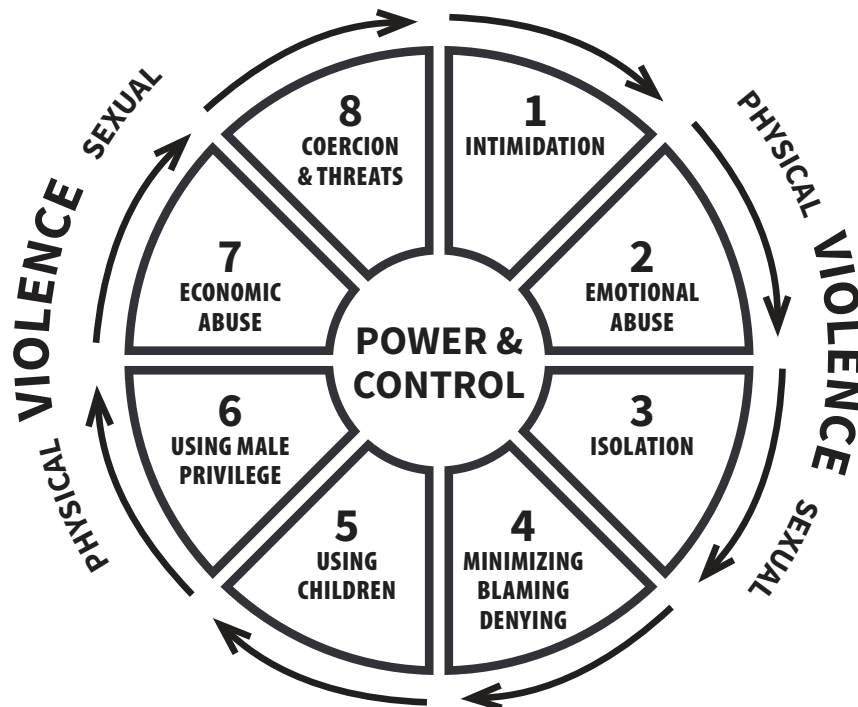 1
INTIMIDATION
2
EMOTIONAL
ABUSE
3
ISOLATION
4
MINIMIZING
BLAMING
DENYING
5
USING
CHILDREN
6
USING MALE
PRIVILEGE
7
ECONOMIC
ABUSE
8
COERCION
& THREATS
POWER &
CONTROL
PHYSICAL VIOLENCE SEXUAL
PHYSICAL VIOLENCE SEXUAL